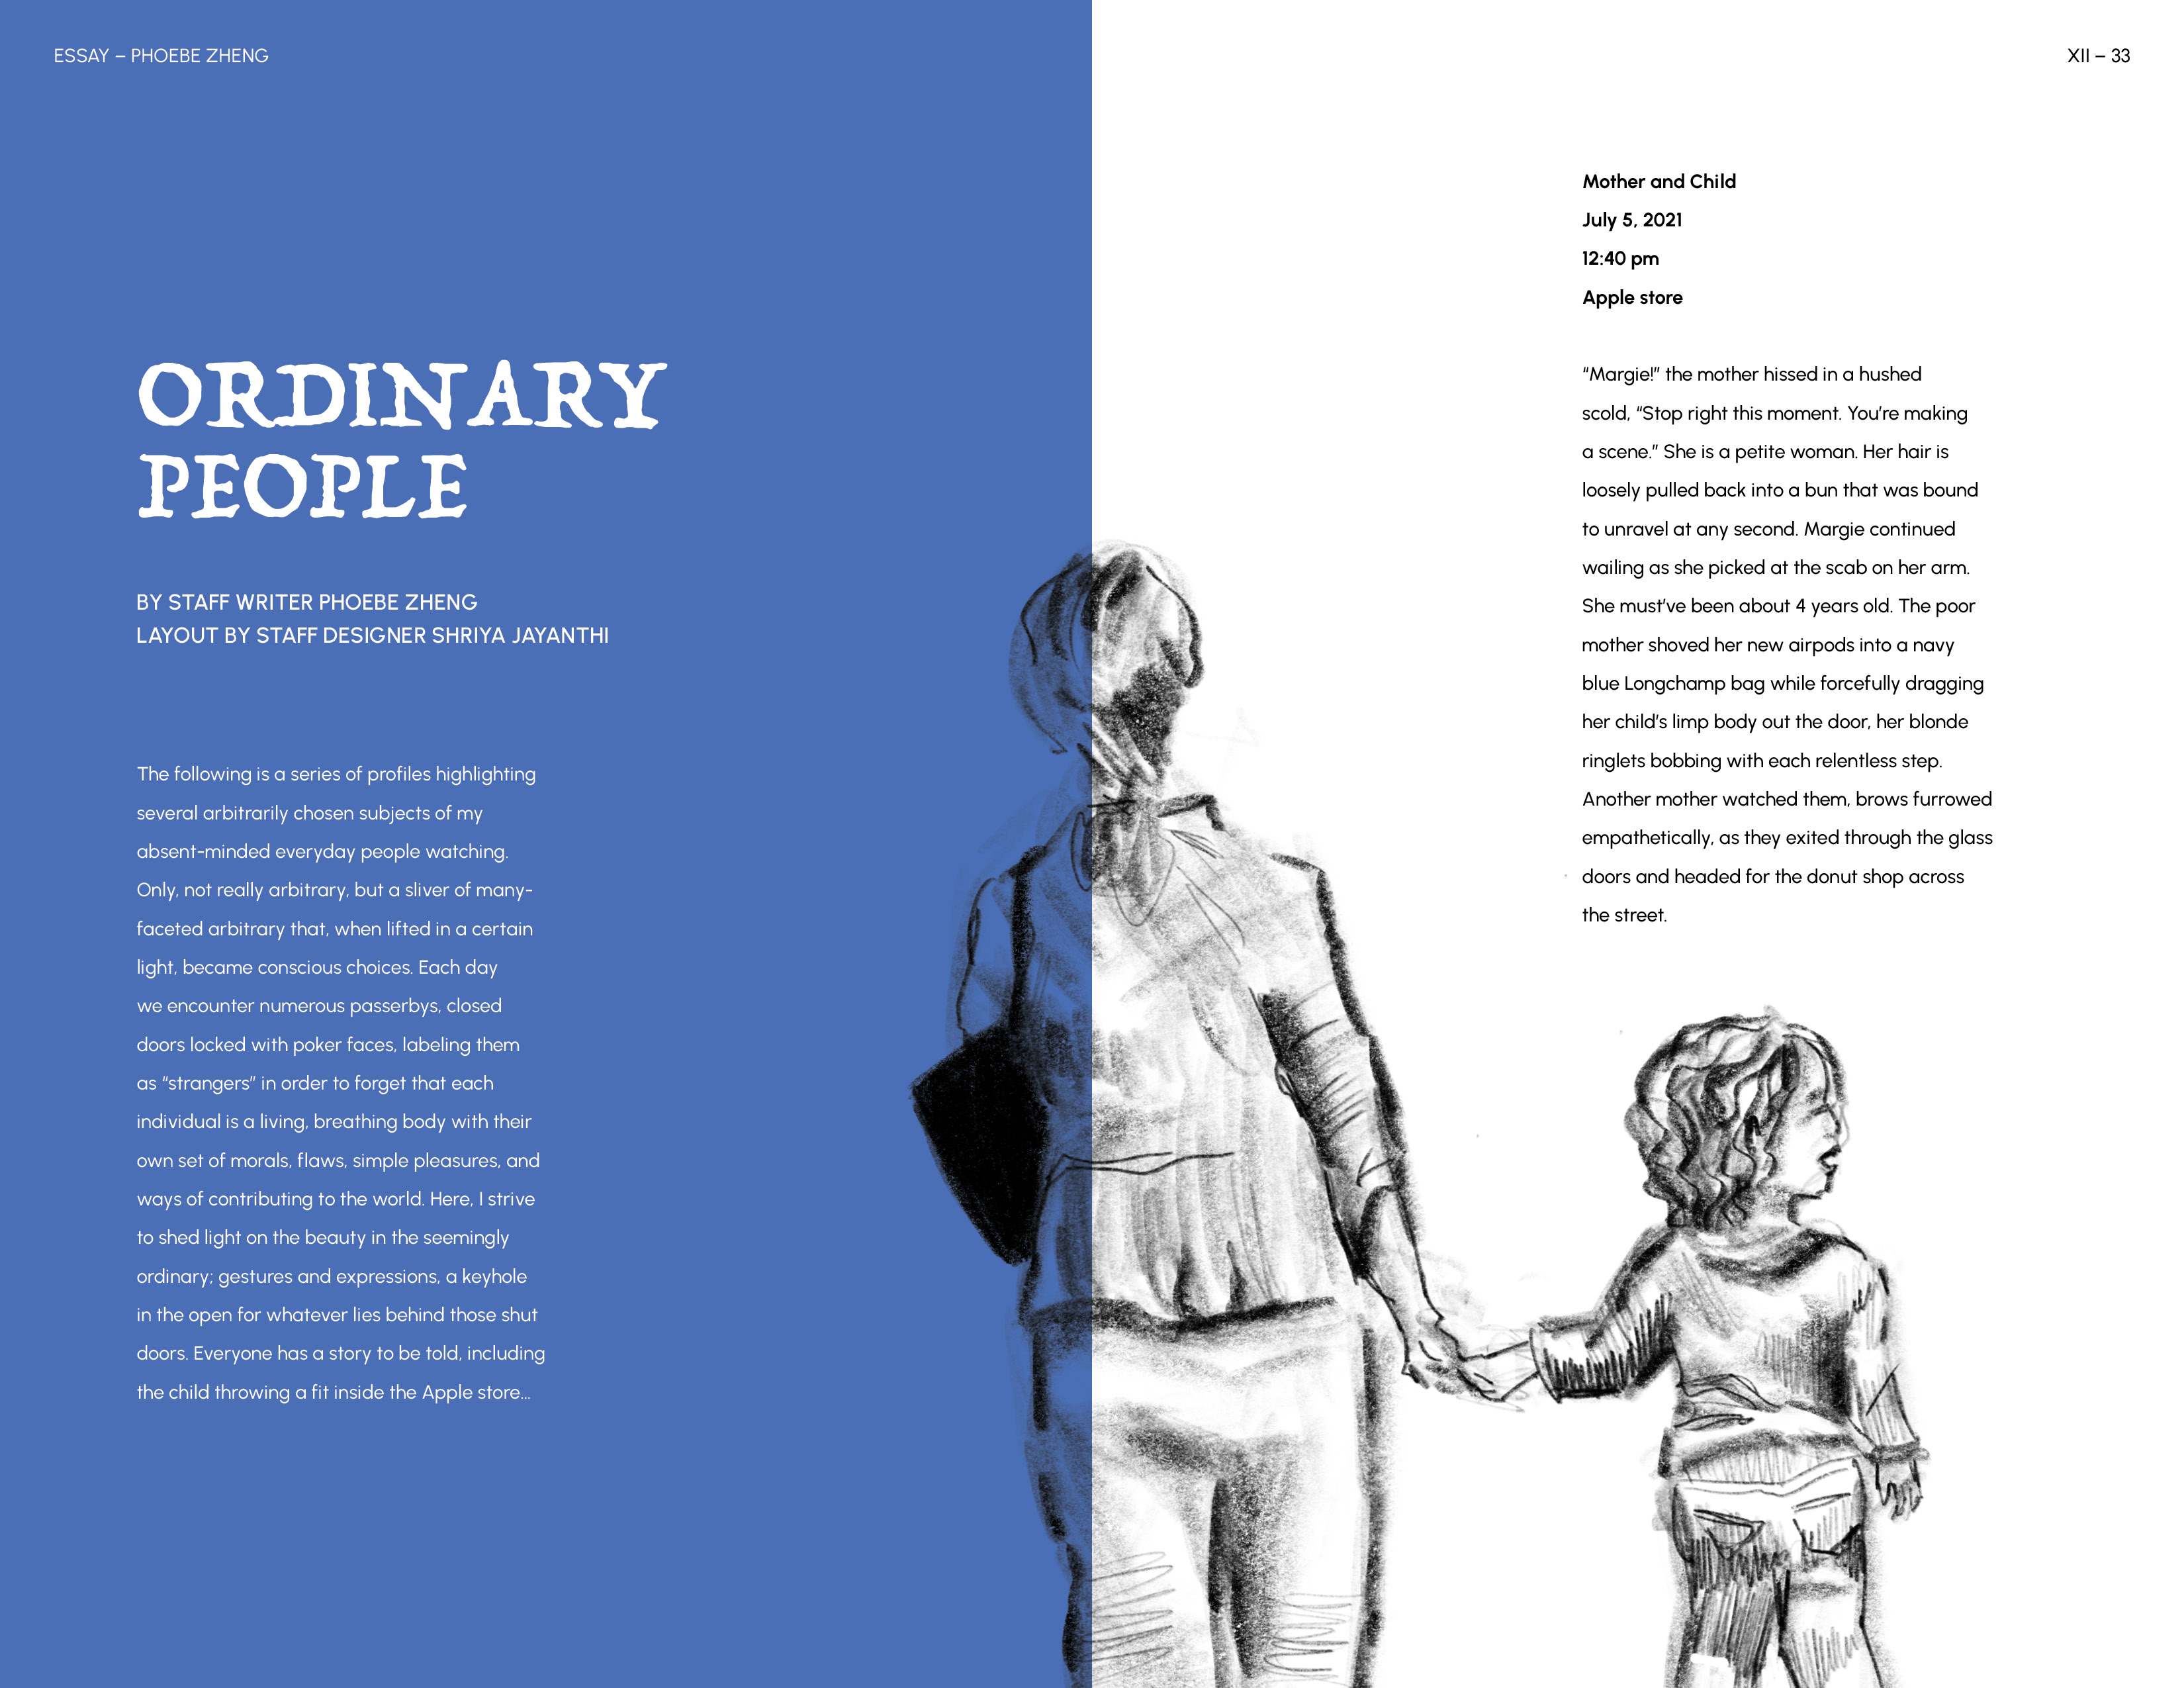 ESSAY – PHOEBE ZHENG
XII – 33
ORDINARY
PEOPLE
BY STAFF WRITER PHOEBE ZHENG
LAYOUT BY STAFF DESIGNER SHRIYA JAYANTHI
The following is a series of profiles highlighting
several arbitrarily chosen subjects of my
absent-minded everyday people watching.
Only, not really arbitrary, but a sliver of many-
faceted arbitrary that, when lifted in a certain
light, became conscious choices. Each day
we encounter numerous passerbys, closed
doors locked with poker faces, labeling them
as “strangers” in order to forget that each
individual is a living, breathing body with their
own set of morals, flaws, simple pleasures, and
ways of contributing to the world. Here, I strive
to shed light on the beauty in the seemingly
ordinary; gestures and expressions, a keyhole
in the open for whatever lies behind those shut
doors. Everyone has a story to be told, including
the child throwing a fit inside the Apple store...
Mother and Child
July 5, 2021
12:40 pm
Apple store
“Margie!” the mother hissed in a hushed
scold, “Stop right this moment. You’re making
a scene.” She is a petite woman. Her hair is
loosely pulled back into a bun that was bound
to unravel at any second. Margie continued
wailing as she picked at the scab on her arm.
She must’ve been about 4 years old. The poor
mother shoved her new airpods into a navy
blue Longchamp bag while forcefully dragging
her child’s limp body out the door, her blonde
ringlets bobbing with each relentless step.
Another mother watched them, brows furrowed
empathetically, as they exited through the glass
doors and headed for the donut shop across
the street.